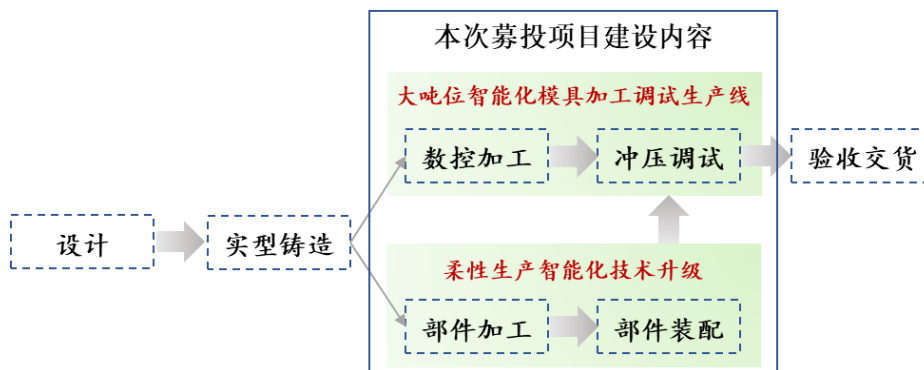 本次募投项目建设内容
大吨位智能化模具加工调试生产线
数控加工
冲压调试
验收交货
设计
实型铸造
柔性生产智能化技术升级
部件加工
部件装配